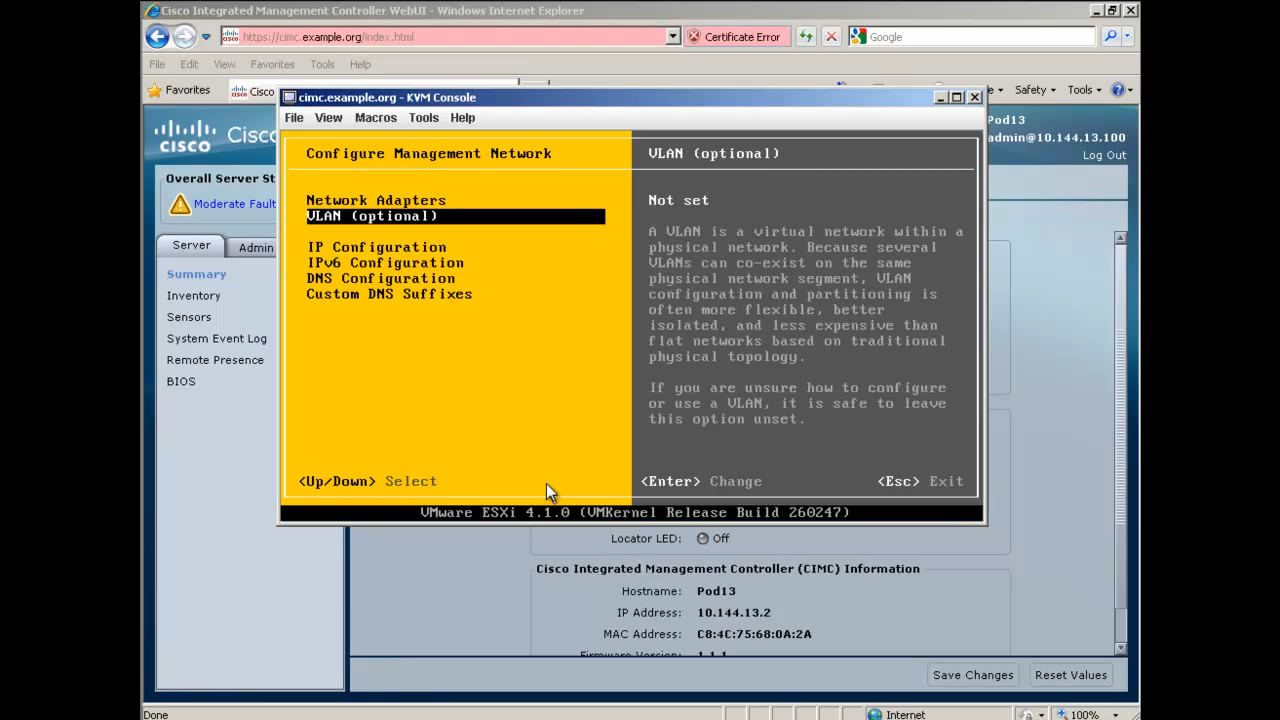 Cisco Integrated Management Controller WebUI - Windows Internet Explorer
https://cimc.example.org/index.html
Certificate Error
Google
File Edit View Favorites Tools Help
Favorites
Cisco
Safety Tools
cimc.example.org - KVM Console
File View Macros Tools Help
Cisco
CISCO
Pod13
admin@10.144.13.100
Log Out
Overall Server St
Moderate Fault
Server Admin
Summary
Inventory
Sensors
System Event Log
Remote Presence
BIOS
Configure Management Network
Network Adapters
VLAN (optional)
IP Configuration
IPv6 Configuration
DNS Configuration
Custom DNS Suffixes
<Up/Down> Select
VLAN (optional)
Not set
A VLAN is a virtual network within a
physical network. Because several
VLANs can co-exist on the same
physical network segment, VLAN
configuration and partitioning is
often more flexible, better
isolated, and less expensive than
flat networks based on traditional
physical topology.
If you are unsure how to configure
or use a VLAN, it is safe to leave
this option unset.
<Enter> Change <Esc> Exit
VMware ESXi 4.1.0 (VMKernel Release Build 260247)
Locator LED: Off
Cisco Integrated Management Controller (CIMC) Information
Hostname: Pod13
IP Address: 10.144.13.2
MAC Address: C8:4C:75:68:0A:2A
Firmware Version: 1.1.1
Save Changes Reset Values
Done Internet 100%